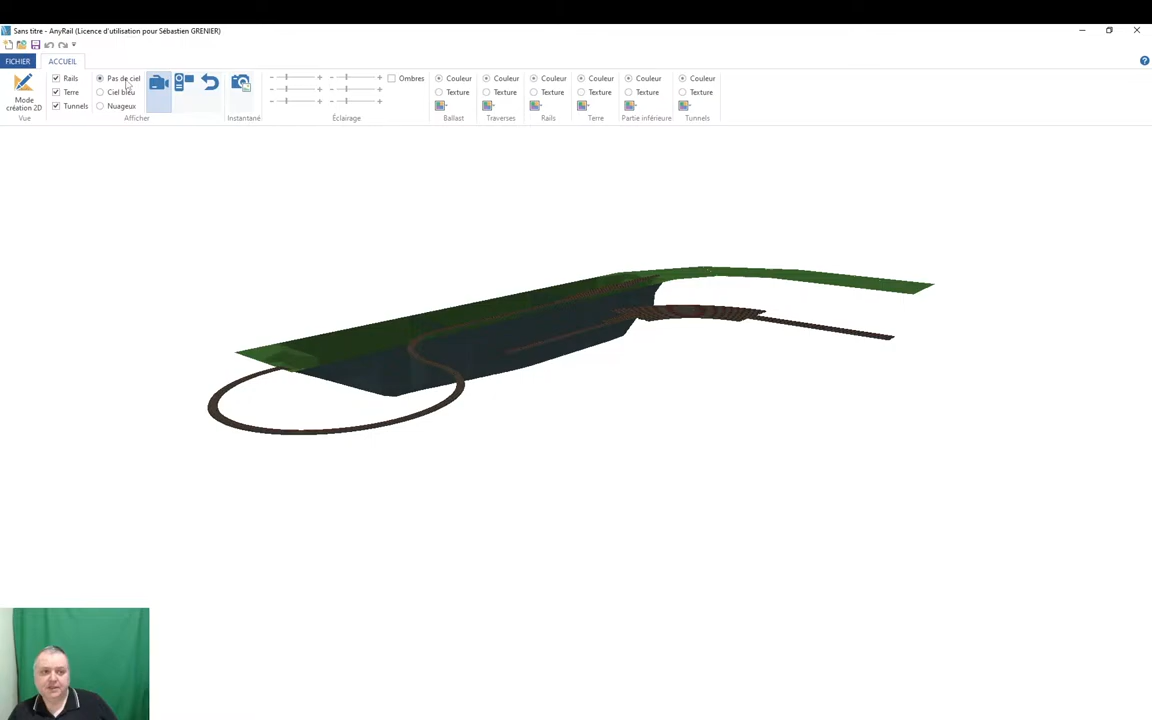 Sans titre - AnyRail (Licence d'utilisation pour Sébastien GRENIER)
FICHIER
ACCUEIL
Mode création 2D
Vue
Rails
Terre
Tunnels
Pas de ciel
Ciel bleu
Nuageux
Afficher
Instantané
Ombres
Éclairage
Couleur
Texture
Ballast
Couleur
Texture
Traverses
Couleur
Texture
Rails
Couleur
Texture
Terre
Couleur
Texture
Partie inférieure
Couleur
Texture
Tunnels